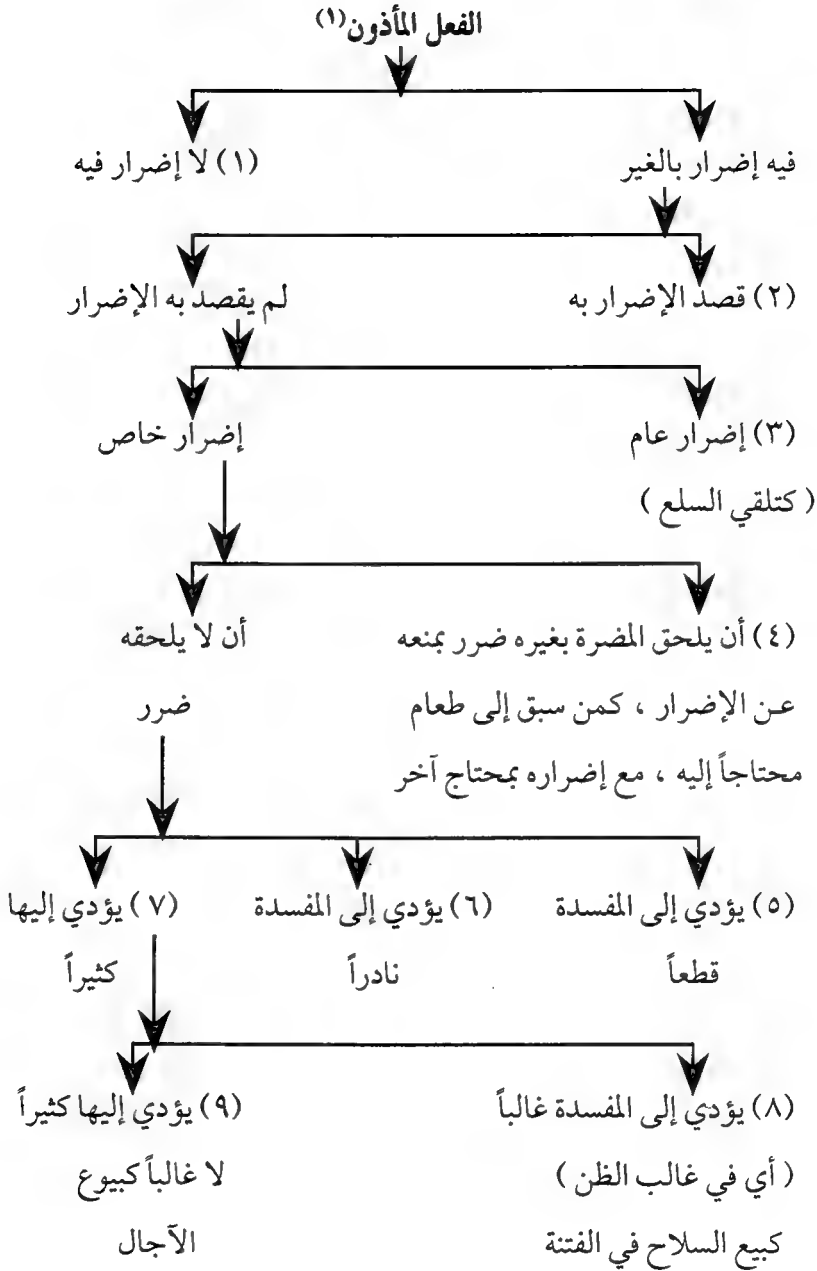 الفعل المأذون(١)
فيه إضرار بالغير
(١) لا إضرار فيه
(٢) قصد الإضرار به
لم يقصد به الإضرار
(٣) إضرار عام
(كتلقي السلع)
إضرار خاص
(٤) أن يلحق المضرة بغيره ضرر بمنعه
عن الإضرار ، كمن سبق إلى طعام
محتاجاً إليه ، مع إضراره بمحتاج آخر
أن لا يلحقه
ضرر
(٥) يؤدي إلى المفسدة
قطعاً
(٦) يؤدي إلى المفسدة
نادراً
(٧) يؤدي إليها
كثيراً
(٨) يؤدي إلى المفسدة غالباً
(أي في غالب الظن)
كبيع السلاح في الفتنة
(٩) يؤدي إليها كثيراً
لا غالباً كبيوع
الآجال